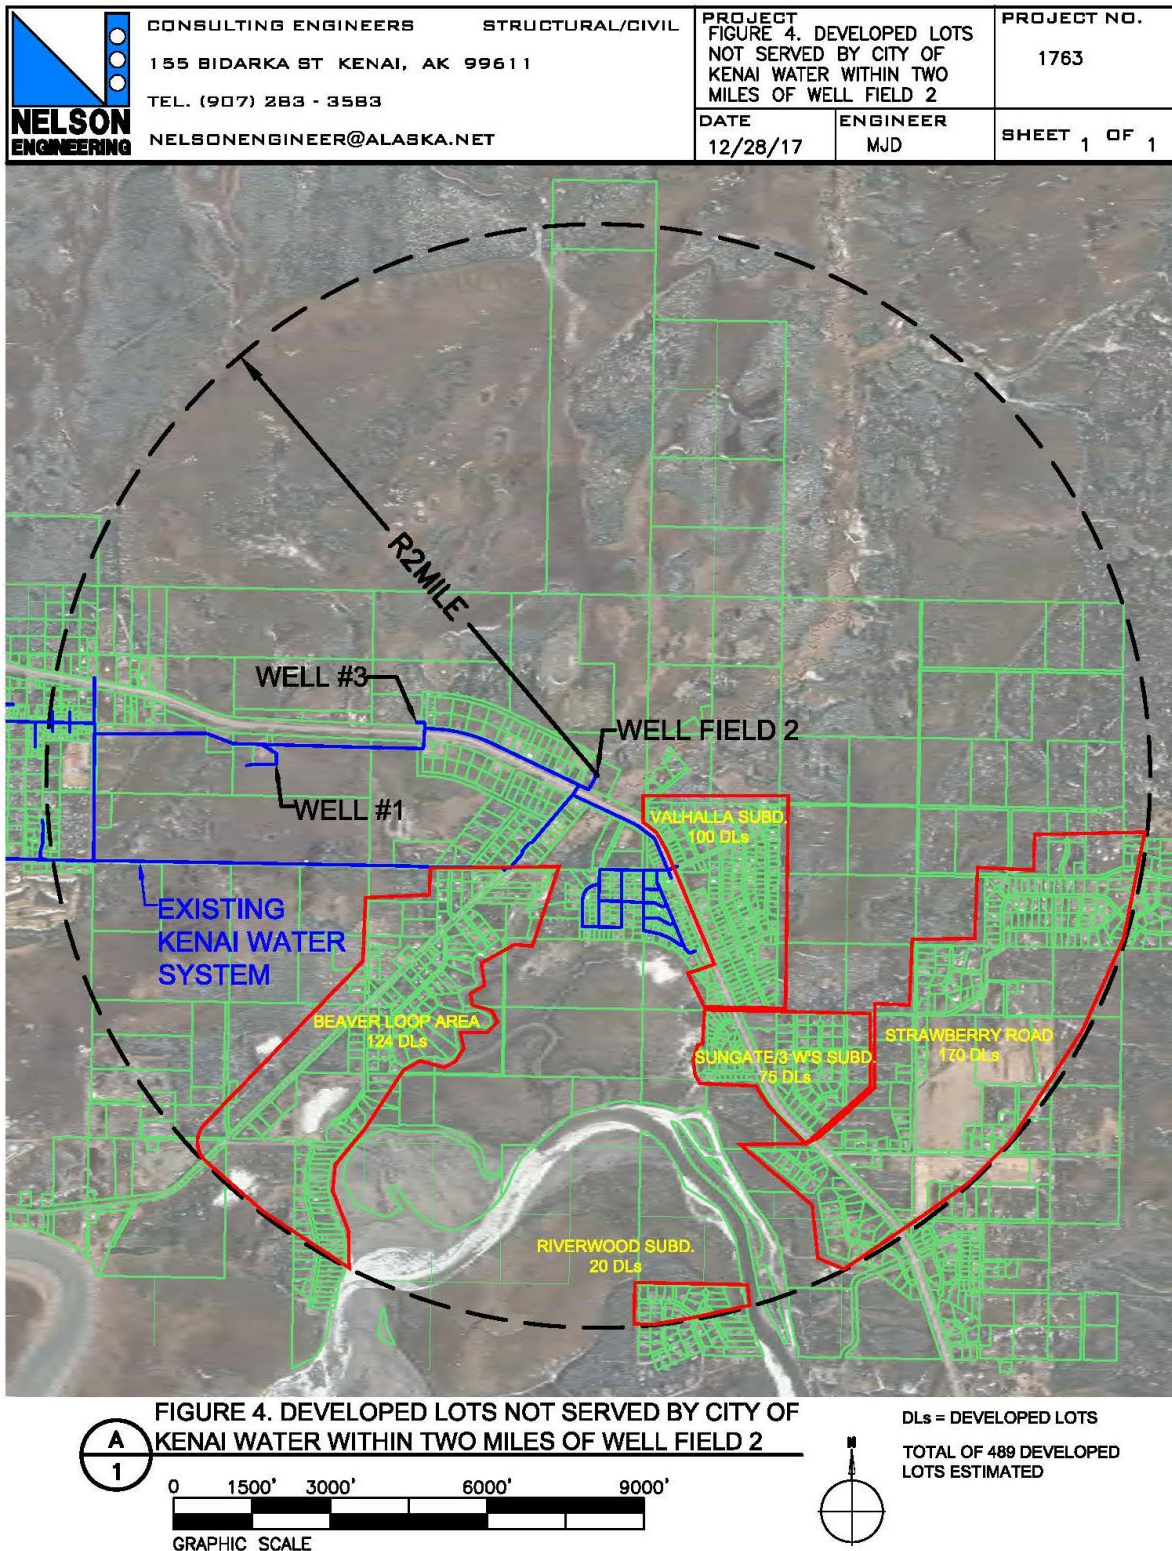 NELSON
ENGINEERING
CONSULTING ENGINEERS STRUCTURAL/CIVIL
155 BIDARKA ST KENAI, AK 99611
TEL. (907) 283 - 3583
NELSONENGINEER@ALASKA.NET
PROJECT
FIGURE 4. DEVELOPED LOTS
NOT SERVED BY CITY OF
KENAI WATER WITHIN TWO
MILES OF WELL FIELD 2
PROJECT NO.
1763
DATE
12/28/17
ENGINEER
MJD
SHEET 1 OF 1
R2MILE
WELL #3
WELL FIELD 2
WELL #1
VALHALLA SUBD.
100 DLs
EXISTING
KENAI WATER
SYSTEM
BEAVER LOOP AREA
124 DLs
STRAWBERRY ROAD
170 DLs
SUNGATE/3 W'S SUBD.
75 DLs
RIVERWOOD SUBD.
20 DLs
A
1
FIGURE 4. DEVELOPED LOTS NOT SERVED BY CITY OF
KENAI WATER WITHIN TWO MILES OF WELL FIELD 2
0 1500' 3000' 6000' 9000'
GRAPHIC SCALE
N
DLs = DEVELOPED LOTS
TOTAL OF 489 DEVELOPED
LOTS ESTIMATED